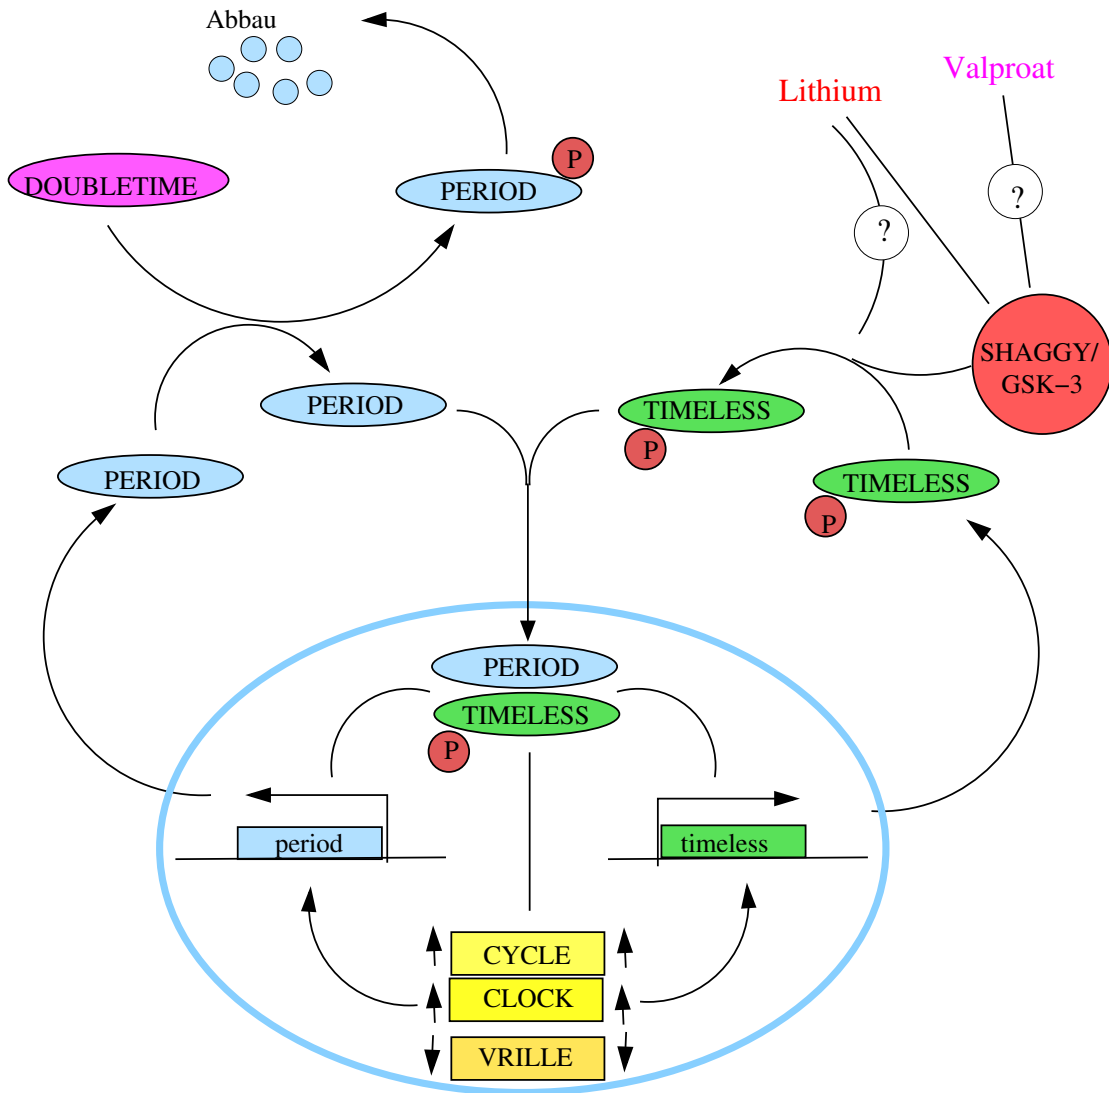 Abbau
Valproat
Lithium
P
DOUBLETIME
PERIOD
?
?
SHAGGY/
GSK−3
PERIOD
TIMELESS
P
PERIOD
TIMELESS
P
PERIOD
TIMELESS
P
period
timeless
CYCLE
CLOCK
VRILLE